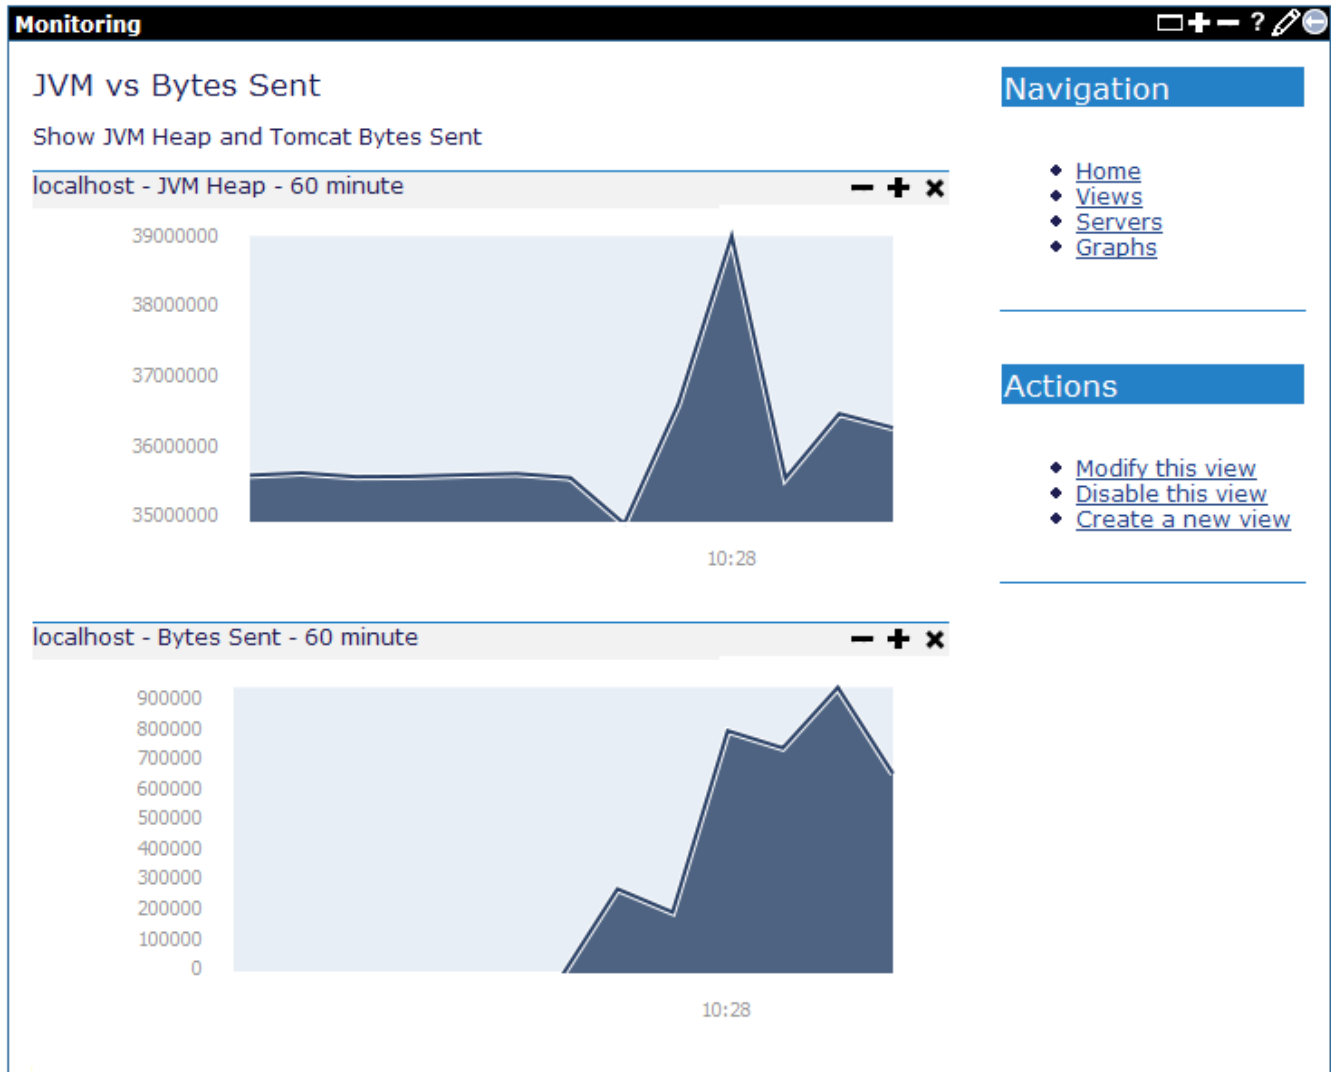 Monitoring
?
JVM vs Bytes Sent
Show JVM Heap and Tomcat Bytes Sent
localhost - JVM Heap - 60 minute
39000000
38000000
37000000
36000000
35000000
10:28
localhost - Bytes Sent - 60 minute
900000
800000
700000
600000
500000
400000
300000
200000
100000
0
10:28
Navigation
Home
Views
Servers
Graphs
Actions
Modify this view
Disable this view
Create a new view